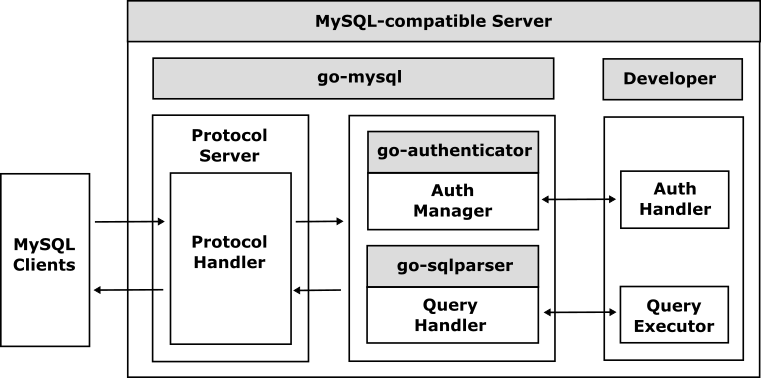 MySQL-compatible Server
go-mysql
Developer
Protocol
Server
go-authenticator
Auth
Manager
Auth
Handler
MySQL
Clients
Protocol
Handler
go-sqlparser
Query
Handler
Query
Executor